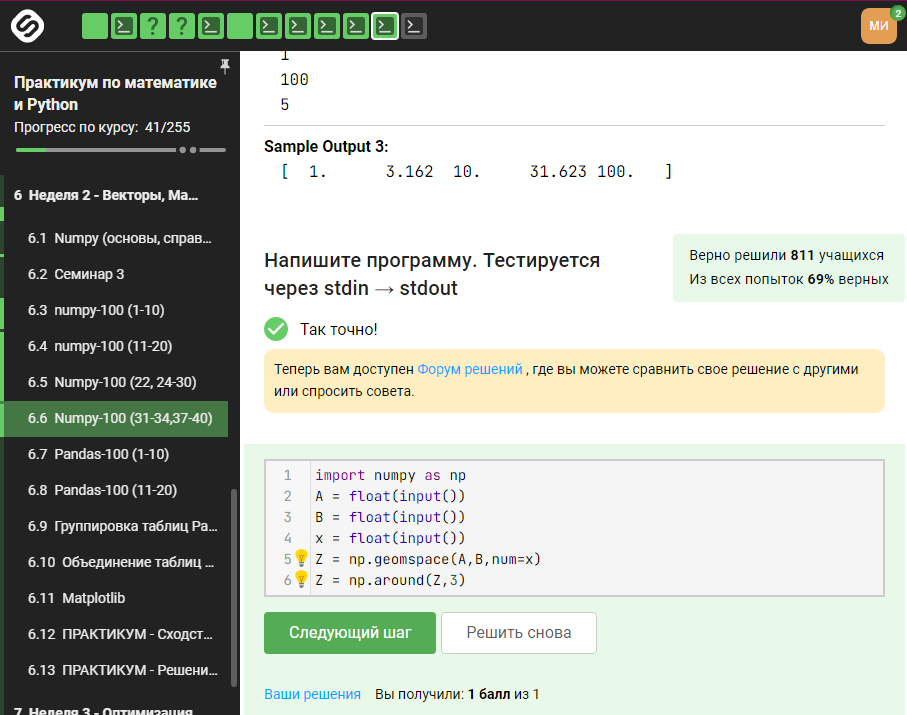 МИ
2
Практикум по математике
и Python
Прогресс по курсу: 41/255
6 Неделя 2 - Векторы, Ма...
6.1 Numpy (основы, справ...
6.2 Семинар 3
6.3 numpy-100 (1-10)
6.4 numpy-100 (11-20)
6.5 Numpy-100 (22, 24-30)
6.6 Numpy-100 (31-34,37-40)
6.7 Pandas-100 (1-10)
6.8 Pandas-100 (11-20)
6.9 Группировка таблиц Pa...
6.10 Объединение таблиц ...
6.11 Matplotlib
6.12 ПРАКТИКУМ - Сходст...
6.13 ПРАКТИКУМ - Решени...
7 Неделя 3 - Оптимизация
1
100
5
Sample Output 3:
[ 1. 3.162 10. 31.623 100. ]
Напишите программу. Тестируется
через stdin → stdout
Верно решили 811 учащихся
Из всех попыток 69% верных
Так точно!
Теперь вам доступен Форум решений , где вы можете сравнить свое решение с другими
или спросить совета.
1 import numpy as np
2 A = float(input())
3 B = float(input())
4 x = float(input())
5 Z = np.geomspace(A,B,num=x)
6 Z = np.around(Z,3)
Следующий шаг
Решить снова
Ваши решения Вы получили: 1 балл из 1